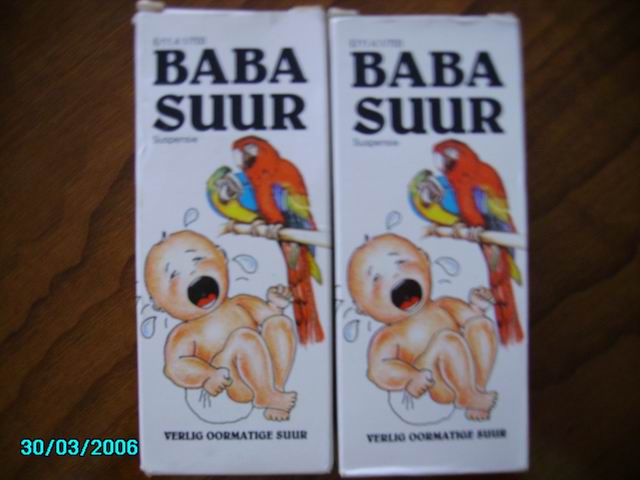 BABA
SUUR
Suspensie
VERLIG OORMATIGE SUUR
BABA
SUUR
Suspensie
VERLIG OORMATIGE SUUR
30/03/2006